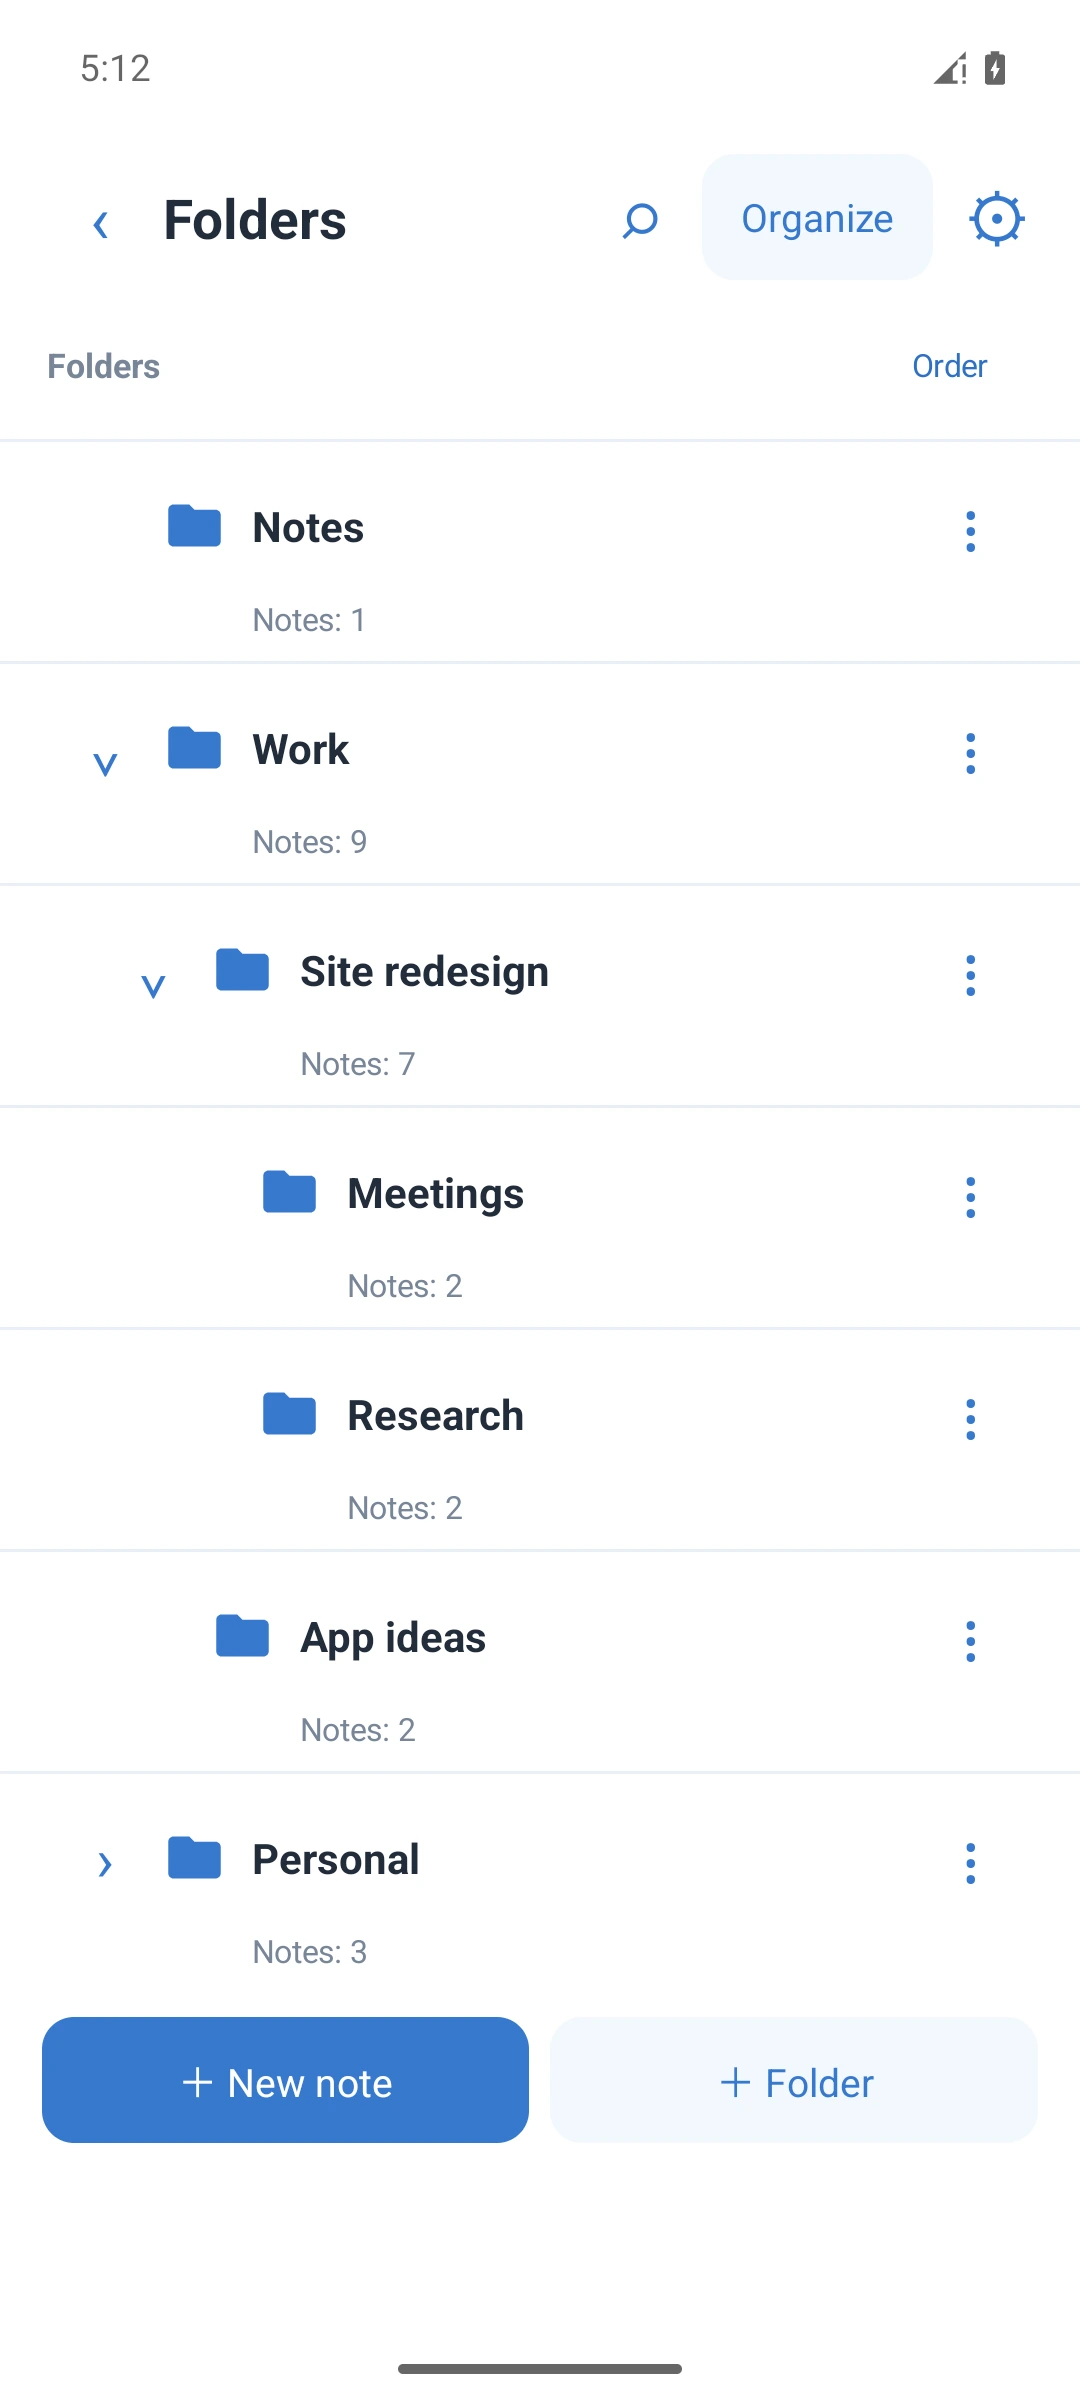 5:12
Folders
Organize
Folders
Order
Notes
Notes: 1
Work
Notes: 9
Site redesign
Notes: 7
Meetings
Notes: 2
Research
Notes: 2
App ideas
Notes: 2
Personal
Notes: 3
+ New note
+ Folder